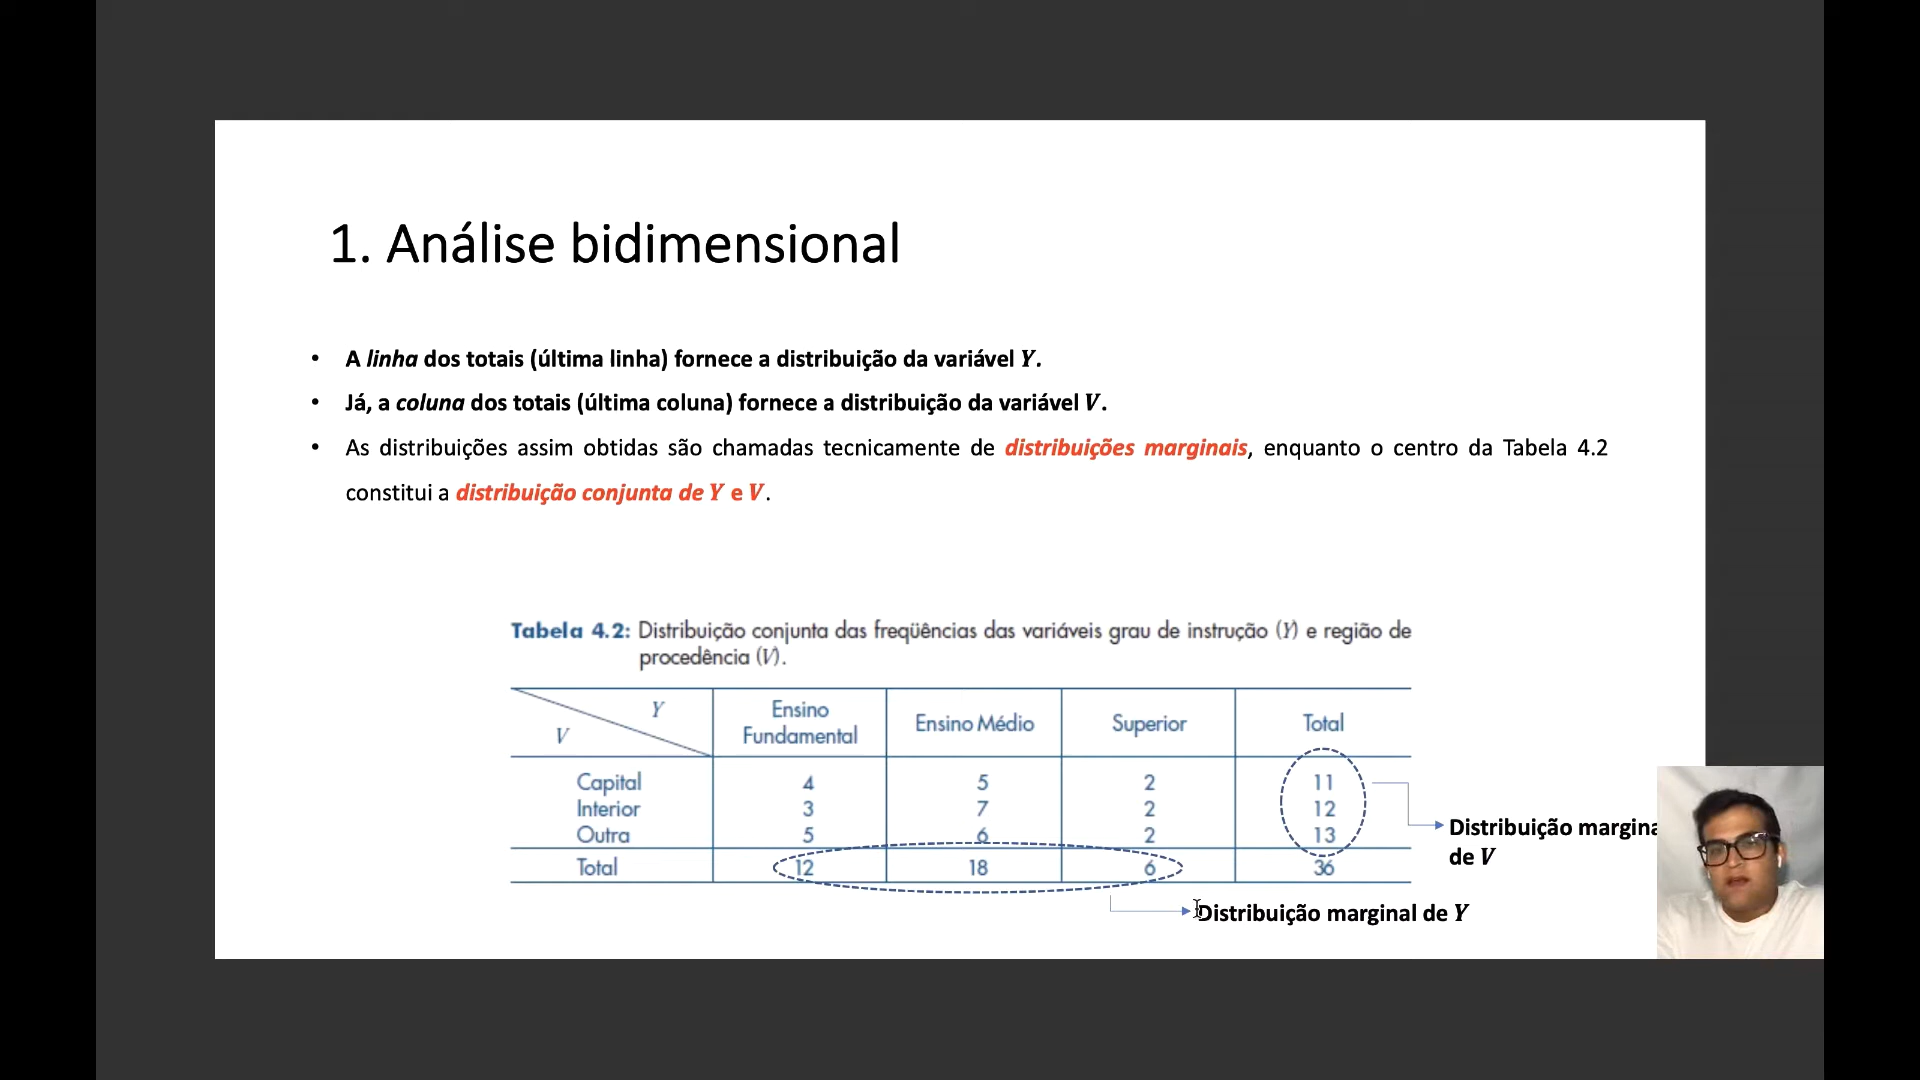 1. Análise bidimensional
• A linha dos totais (última linha) fornece a distribuição da variável Y.
• Já, a coluna dos totais (última coluna) fornece a distribuição da variável V.
• As distribuições assim obtidas são chamadas tecnicamente de distribuições marginais, enquanto o centro da Tabela 4.2
constitui a distribuição conjunta de Y e V.
Tabela 4.2: Distribuição conjunta das freqüências das variáveis grau de instrução (Y) e região de
procedência (V).
Y
V
Ensino
Fundamental
Ensino Médio
Superior
Total
Capital 4 5 2 11
Interior 3 7 2 12
Outra 5 6 2 13
Total 12 18 6 36
Distribuição margina
de V
Distribuição marginal de Y